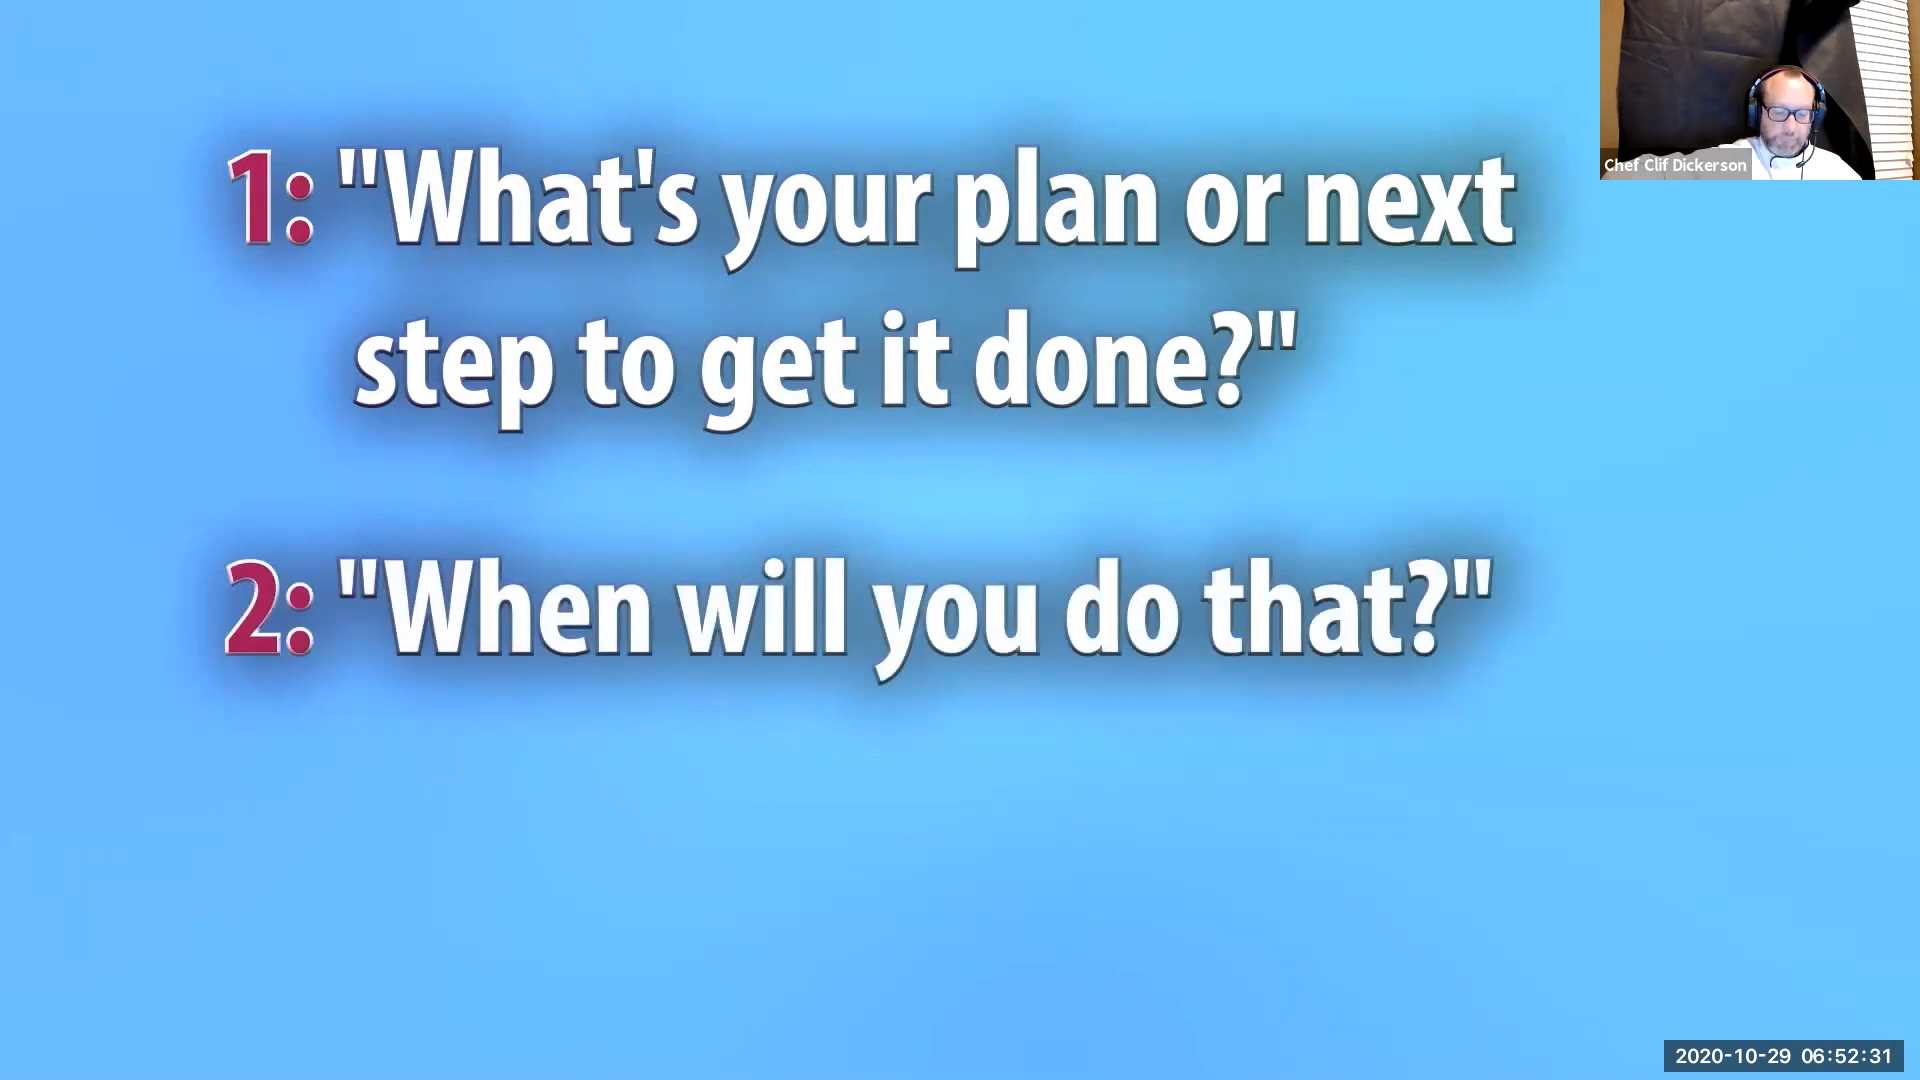 1: "What's your plan or next
step to get it done?"
2: "When will you do that?"
Chef Clif Dickerson
2020-10-29 06:52:31